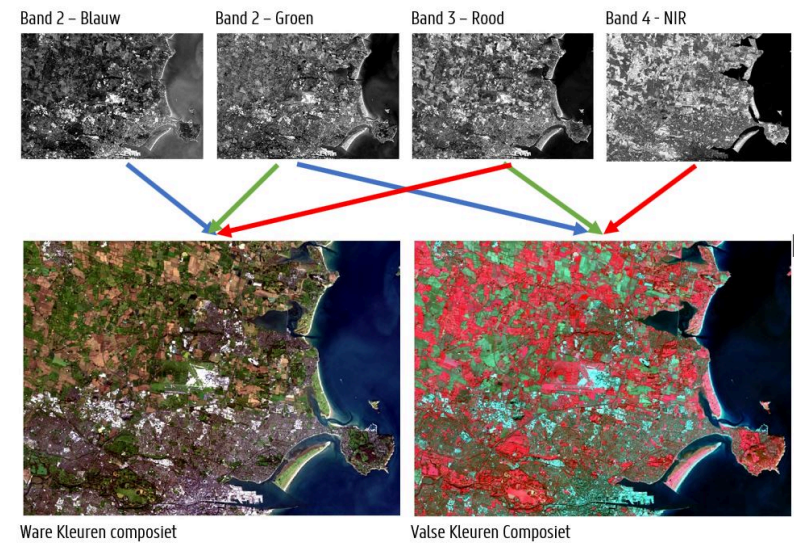 Band 2 – Blauw
Band 2 – Groen
Band 3 – Rood
Band 4 - NIR
Ware Kleuren composiet
Valse Kleuren Composiet